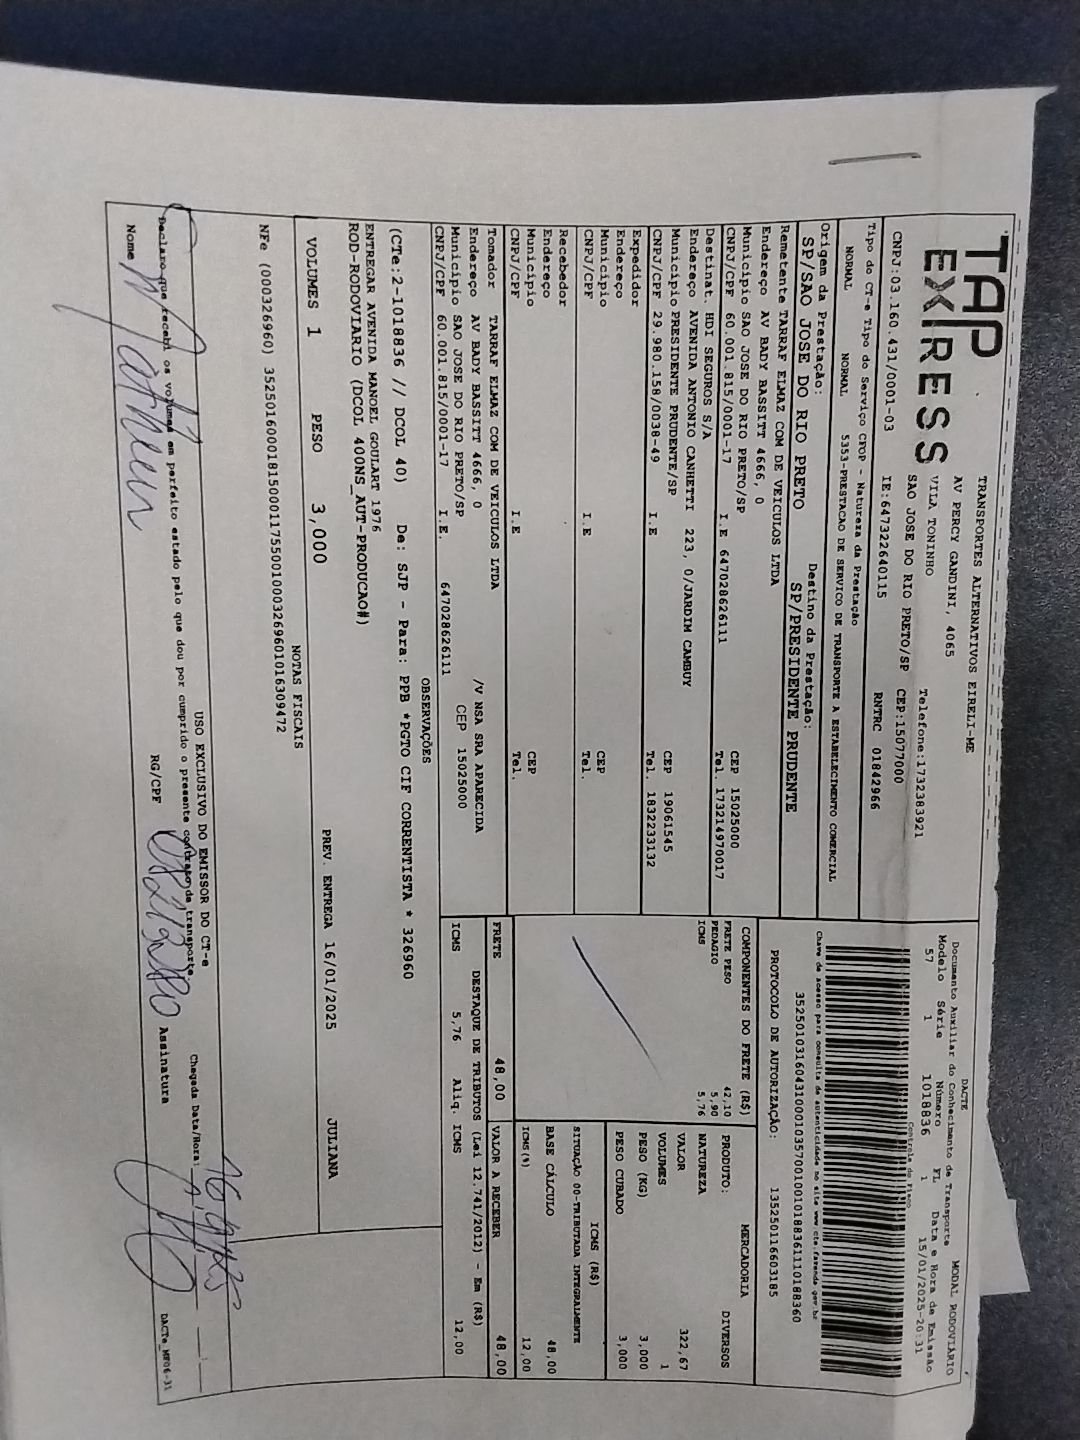 TAP EXPRESS
TRANSPORTES ALTERNATIVOS EIRELI-ME
AV PERCY GANDINI, 4065
VILA TONINHO
SAO JOSE DO RIO PRETO/SP
Telefone:1732383921
CEP:15077000
CNPJ:03.160.431/0001-03
IE:647322640115
RNTRC 01842966
DACTE
MODAL RODOVIÁRIO
Documento Auxiliar do Conhecimento de Transporte
Modelo Série Número FL Data e Hora de Emissão
57 1 1018836 1 15/01/2025-20:31
Controle do Fisco
Chave de acesso para consulta de autenticidade no site www.cte.fazenda.gov.br
PROTOCOLO DE AUTORIZAÇÃO: 135250116603185
Tipo do CT-e Tipo do Serviço CFOP - Natureza da Prestação
NORMAL NORMAL 5353-PRESTACAO DE SERVICO DE TRANSPORTE A ESTABELECIMENTO COMERCIAL
Origem da Prestação: Destino da Prestação:
SP/SAO JOSE DO RIO PRETO SP/PRESIDENTE PRUDENTE
Remetente TARRAF ELMAZ COM DE VEICULOS LTDA
Endereço AV BADY BASSITT 4666, 0
Município SAO JOSE DO RIO PRETO/SP CEP 15025000
CNPJ/CPF 60.001.815/0001-17 I.E 647028626111 Tel. 173214970017
Destinat. HDI SEGUROS S/A
Endereço AVENIDA ANTONIO CANHETTI 223, 0/JARDIM CAMBUY
Município PRESIDENTE PRUDENTE/SP CEP 19061545
CNPJ/CPF 29.980.158/0038-49 I.E Tel. 1832233132
Expedidor
Endereço
Município CEP
CNPJ/CPF I.E Tel.
Recebedor
Endereço
Município CEP
CNPJ/CPF I.E Tel.
Tomador TARRAF ELMAZ COM DE VEICULOS LTDA
Endereço AV BADY BASSITT 4666, 0 /V NSA SRA APARECIDA
Município SAO JOSE DO RIO PRETO/SP CEP 15025000
CNPJ/CPF 60.001.815/0001-17 I.E. 647028626111
COMPONENTES DO FRETE (R$)
FRETE PESO 42,10
PEDAGIO 5,90
ICMS 5,76
MERCADORIA
PRODUTO: DIVERSOS
NATUREZA
VALOR 322,67
VOLUMES 1
PESO (KG) 3,000
PESO CUBADO 3,000
ICMS (R$)
SITUAÇÃO 00-TRIBUTADA INTEGRALMENTE
BASE CÁLCULO 48,00
ICMS(%) 12,00
FRETE 48,00 VALOR A RECEBER 48,00
DESTAQUE DE TRIBUTOS (Lei 12.741/2012) - Em (R$)
ICMS 5,76 Aliq. ICMS 12,00
OBSERVAÇÕES
(CTe:2-1018836 // DCOL 40) De: SJP - Para: PPB *PGTO CIF CORRENTISTA * 326960
ENTREGAR AVENIDA MANOEL GOULART 1976
ROD-RODOVIARIO (DCOL 400NS_AUT-PRODUCAO#)
VOLUMES 1 PESO 3,000 PREV. ENTREGA 16/01/2025 JULIANA
NOTAS FISCAIS
NFe (000326960) 35250160001815000117550010003269601016309472
USO EXCLUSIVO DO EMISSOR DO CT-e
Declaro que recebi os volumes em perfeito estado pelo que dou por cumprido o presente contrato de transporte.
Chegada Data/Hora:
Nome RG/CPF Assinatura
DACTe_MP06-31